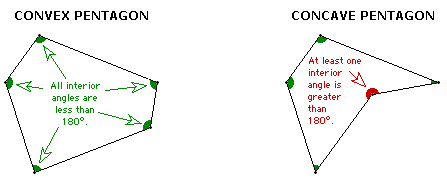 CONVEX PENTAGON
All interior
angles are
less than
180°.
CONCAVE PENTAGON
At least one
interior
angle is
greater
than
180°.